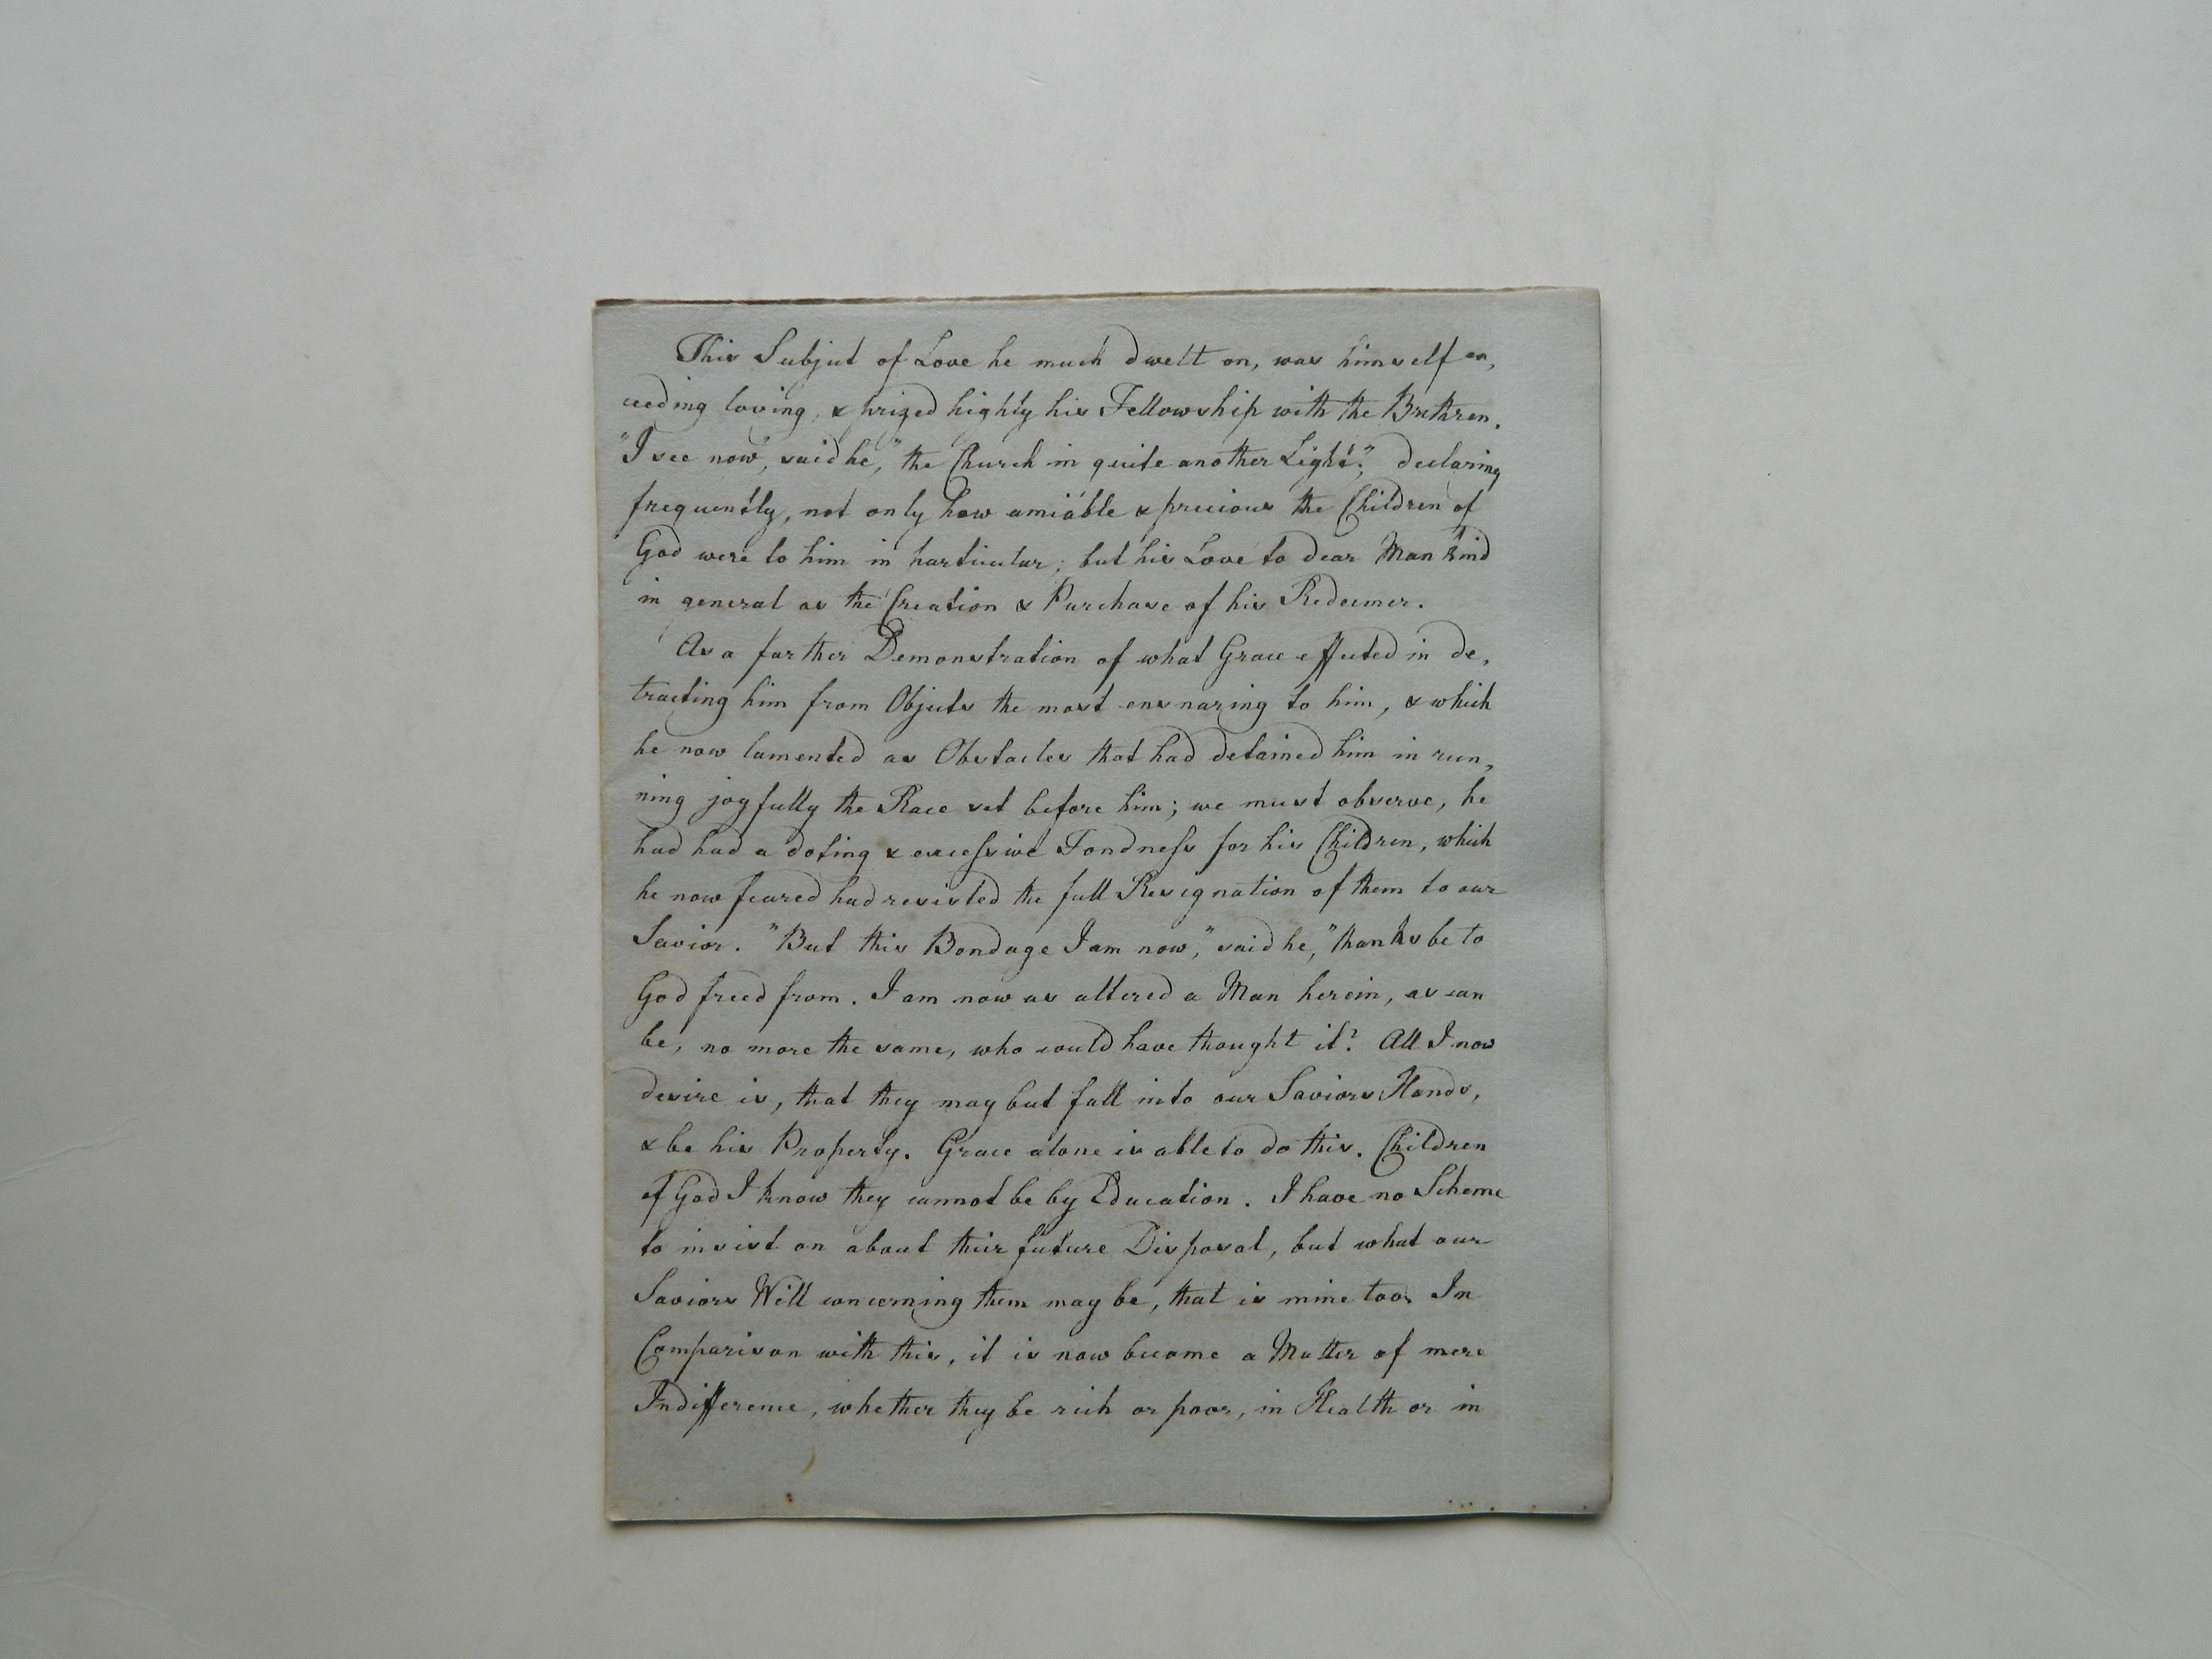 This Subject of Love he much dwelt on, was himself ex,
ceeding loving, & prized highly his Fellowship with the Brethren.
"I see now", said he, "the Church in quite another Light"; declaring
frequently, not only how amiable & precious the Children of
God were to him in particular; but his Love to dear Mankind
in general as the Creation & Purchase of his Redeemer.
As a further Demonstration of what Grace effected in de,
tracting him from Objects the most ensnaring to him, & which
he now lamented as Obstacles that had detained him in run,
ning joyfully the Race set before him; we must observe, he
had had a doting & excessive Fondness for his Children, which
he now feared had resisted the full Resignation of them to our
Savior. "But this Bondage I am now," said he, "thanks be to
God freed from. I am now as altered a Man herein, as can
be, no more the same, who could have thought it? All I now
desire is, that they may but fall into our Saviors Hands,
& be his Property. Grace alone is able to do this. Children
of God I know they cannot be by Education. I have no Scheme
to insist on about their future Disposal, but what our
Saviors Will concerning them may be, that is mine too. In
Comparison with this, it is now become a Matter of mere
Indifference, whether they be rich or poor, in Health or in